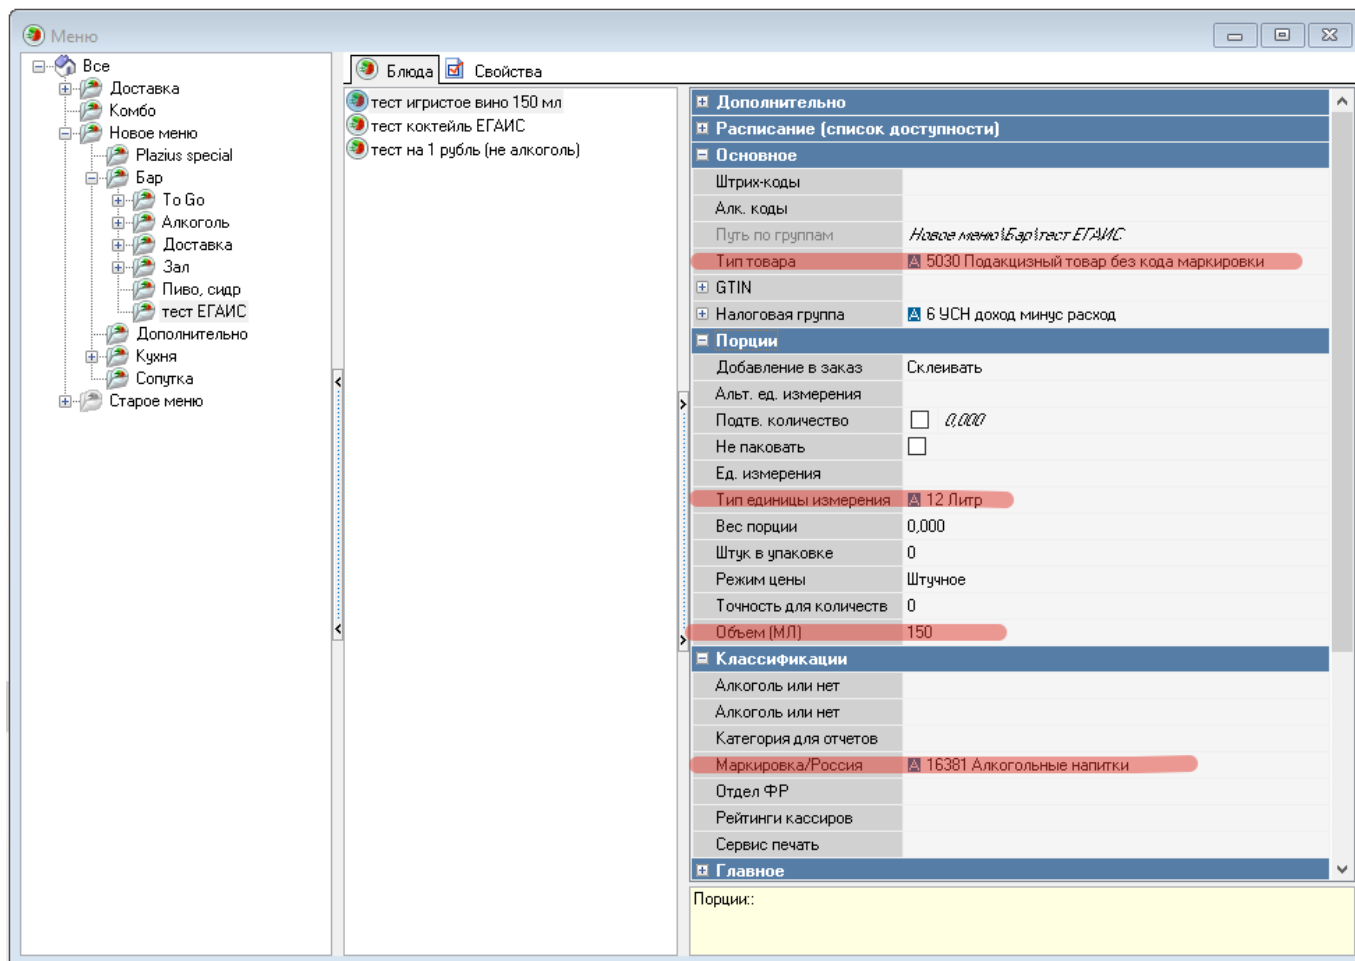 Меню
Все
Доставка
Комбо
Новое меню
Plazius special
Бар
To Go
Алкоголь
Доставка
Зал
Пиво, сидр
тест ЕГАИС
Дополнительно
Кухня
Сопутка
Старое меню
Блюда Свойства
тест игристое вино 150 мл
тест коктейль ЕГАИС
тест на 1 рубль (не алкоголь)
Дополнительно
Расписание (список доступности)
Основное
Штрих-коды
Алк. коды
Путь по группам Новое меню\Бар\тест ЕГАИС
Тип товара A 5030 Подакцизный товар без кода маркировки
GTIN
Налоговая группа A 6 УСН доход минус расход
Порции
Добавление в заказ Склеивать
Альт. ед. измерения
Подтв. количество 0,000
Не паковать
Ед. измерения
Тип единицы измерения A 12 Литр
Вес порции 0,000
Штук в упаковке 0
Режим цены Штучное
Точность для количеств 0
Объем (МЛ) 150
Классификации
Алкоголь или нет
Алкоголь или нет
Категория для отчетов
Маркировка/Россия A 16381 Алкогольные напитки
Отдел ФР
Рейтинги кассиров
Сервис печать
Главное
Порции::